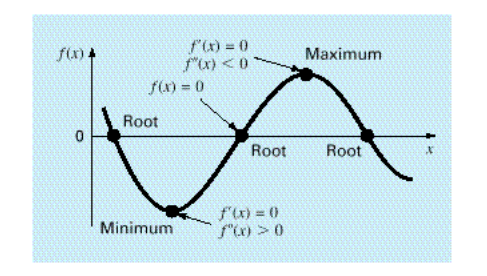 f'(x) = 0
f"(x) < 0
Maximum
f(x)
f(x) = 0
Root
0
Root
Root
x
Minimum
f'(x) = 0
f"(x) > 0